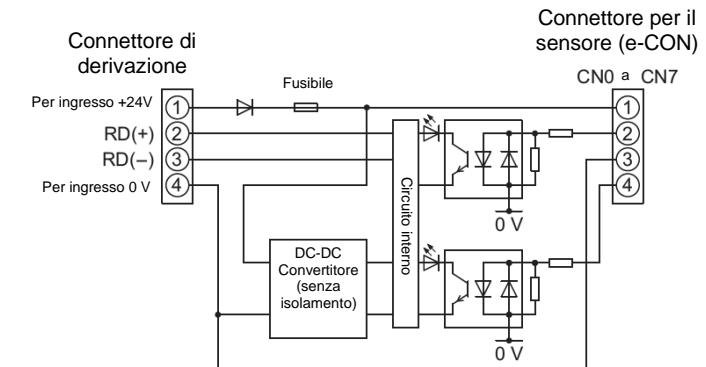 Connettore per il
sensore (e-CON)
Connettore di
derivazione
CN0 a CN7
Fusibile
Per ingresso +24V
1
1
RD(+)
2
2
RD(−)
3
3
Per ingresso 0 V
4
4
Circuito interno
0 V
DC-DC
Convertitore
(senza
isolamento)
0 V